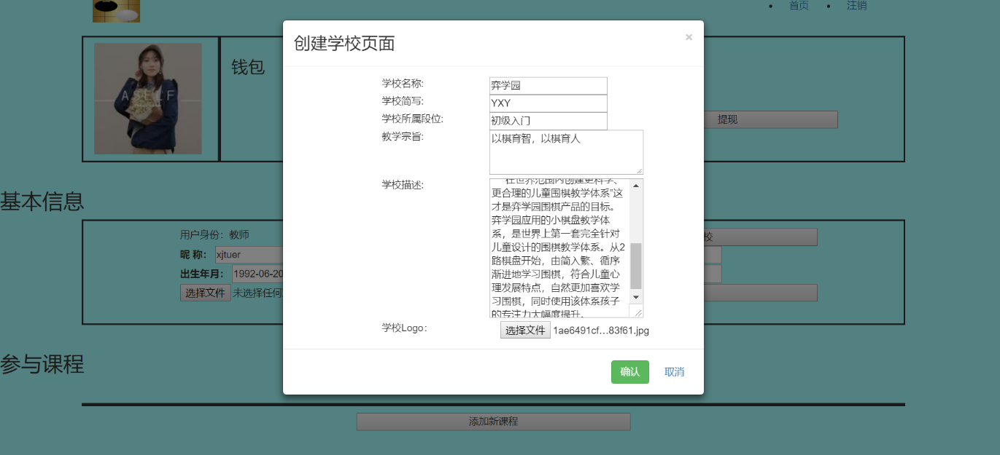 首页
注销
创建学校页面
×
ASELF
钱包
学校名称:
弈学园
学校简写:
YXY
学校所属段位:
初级入门
提现
教学宗旨:
以棋育智，以棋育人
学校描述:
在世界范围内创建更科学、
更合理的儿童围棋教学体系”这
才是弈学园围棋产品的目标。
弈学园应用的小棋盘教学体
系，是世界上第一套完全针对
儿童设计的围棋教学体系。从2
路棋盘开始，由简入繁、循序
渐进地学习围棋，符合儿童心
理发展特点，自然更加喜欢学
习围棋，同时使用该体系孩子
的专注力大幅度提升。
学校Logo：
选择文件 1ae6491cf...83f61.jpg
确认
取消
基本信息
用户身份：教师
校
昵 称：
xjtuer
出生年月：
1992-06-20
选择文件 未选择任何
参与课程
添加新课程